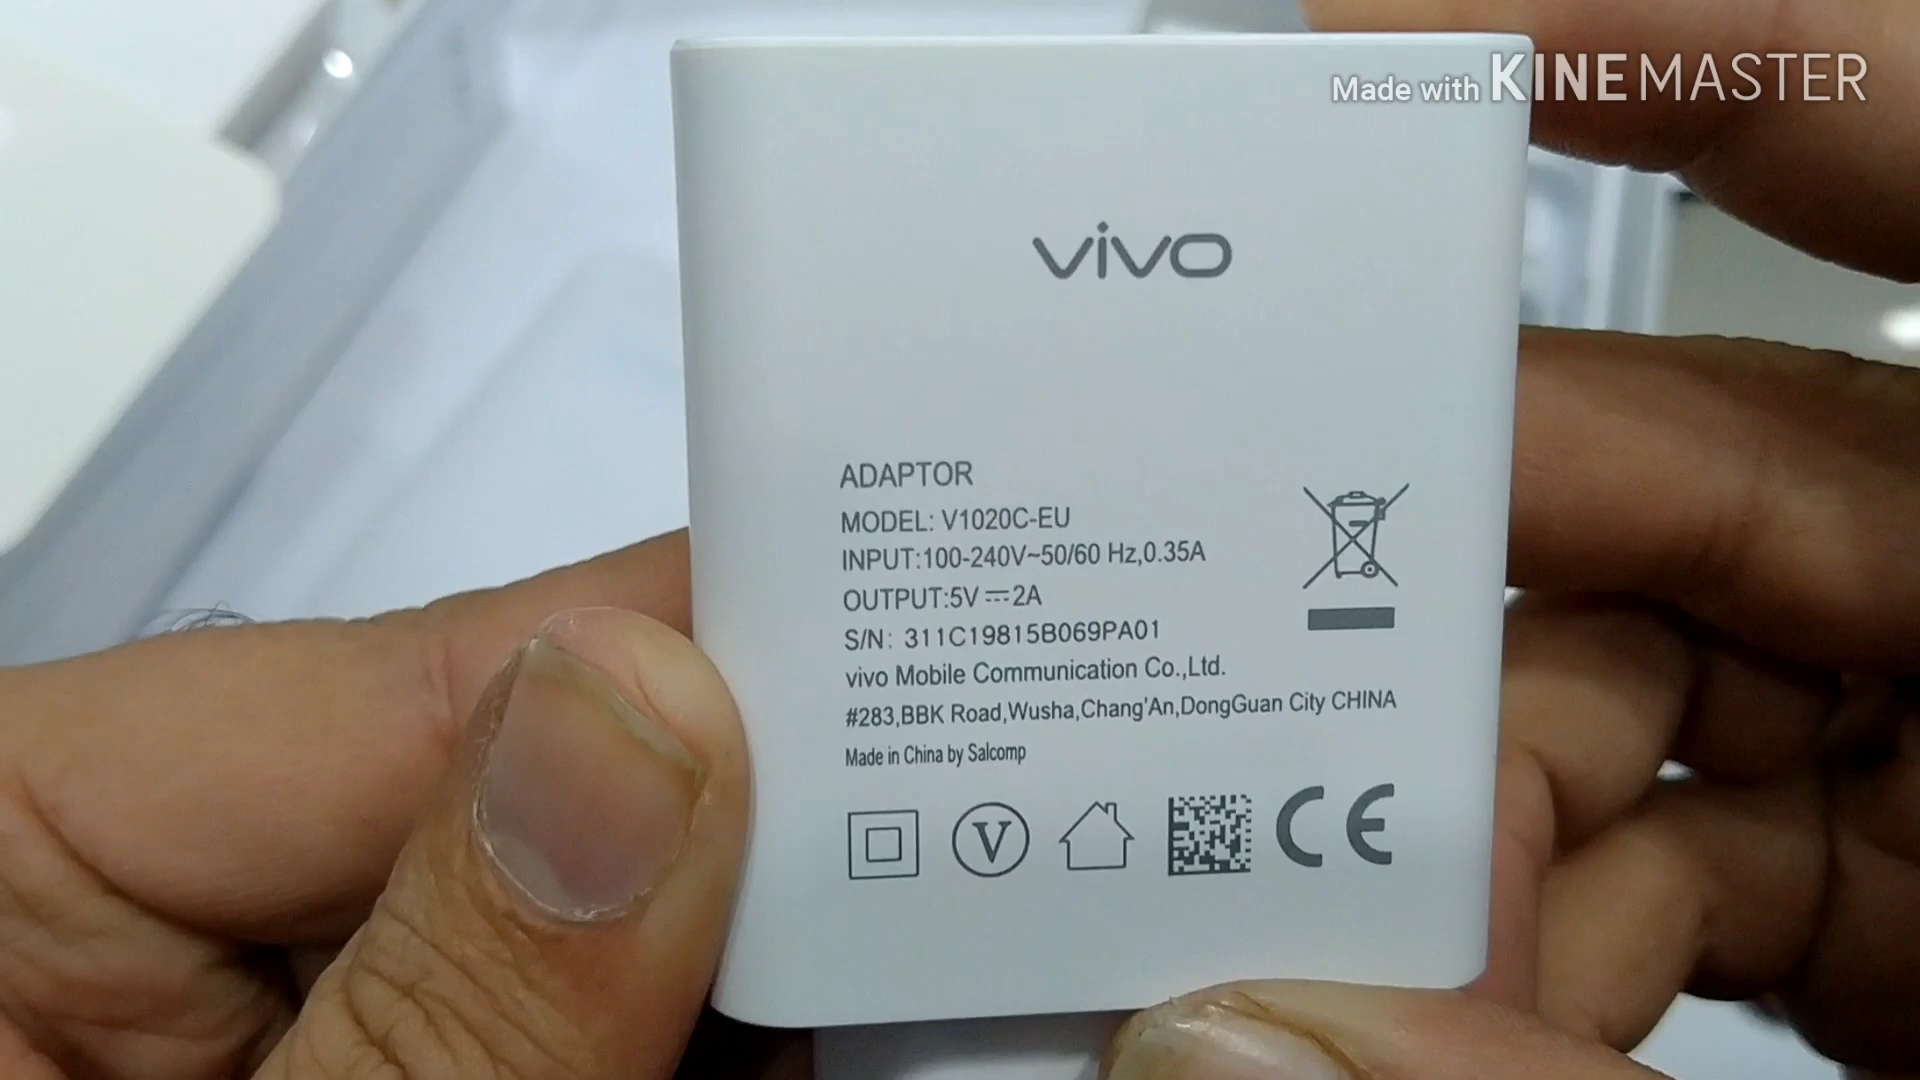 Made with KINEMASTER
vivo
ADAPTOR
MODEL: V1020C-EU
INPUT:100-240V~50/60 Hz,0.35A
OUTPUT:5V ⎓2A
S/N: 311C19815B069PA01
vivo Mobile Communication Co.,Ltd.
#283,BBK Road,Wusha,Chang'An,DongGuan City CHINA
Made in China by Salcomp
V
CE